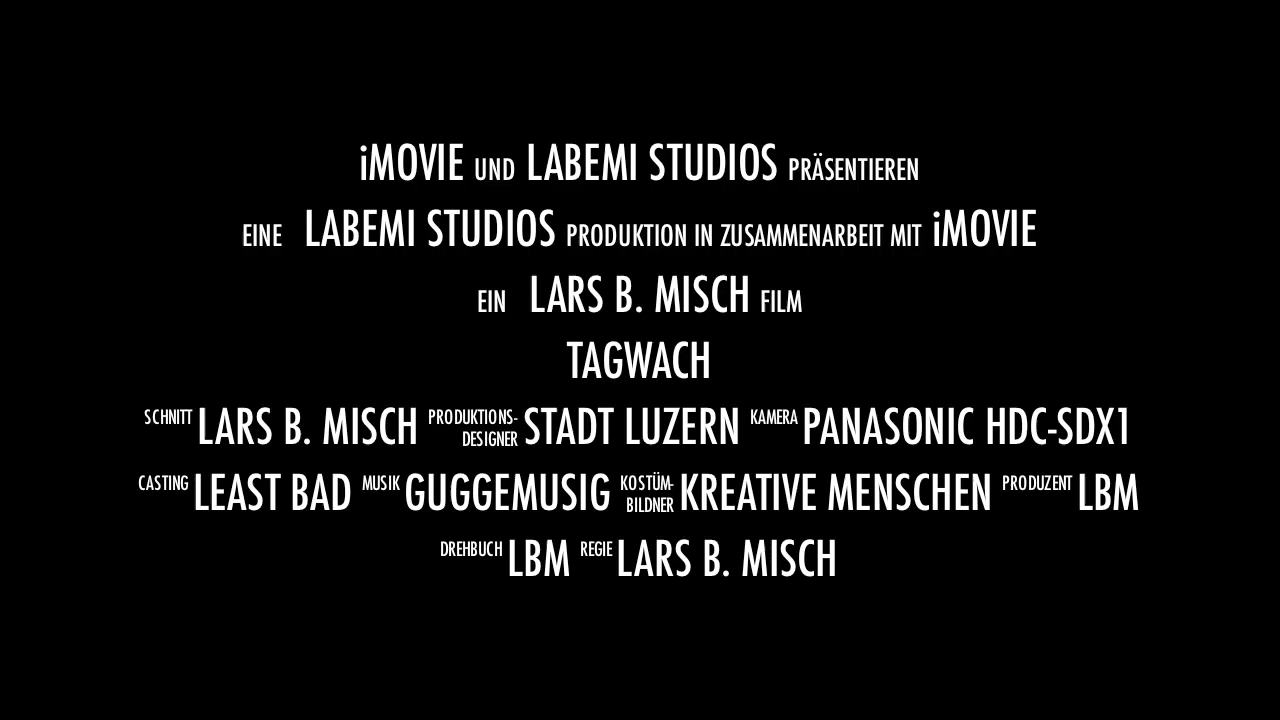 iMOVIE UND LABEMI STUDIOS PRÄSENTIEREN
EINE LABEMI STUDIOS PRODUKTION IN ZUSAMMENARBEIT MIT iMOVIE
EIN LARS B. MISCH FILM
TAGWACH
SCHNITT LARS B. MISCH PRODUKTIONS-DESIGNER STADT LUZERN KAMERA PANASONIC HDC-SDX1
CASTING LEAST BAD MUSIK GUGGEMUSIG KOSTÜM-BILDNER KREATIVE MENSCHEN PRODUZENT LBM
DREHBUCH LBM REGIE LARS B. MISCH